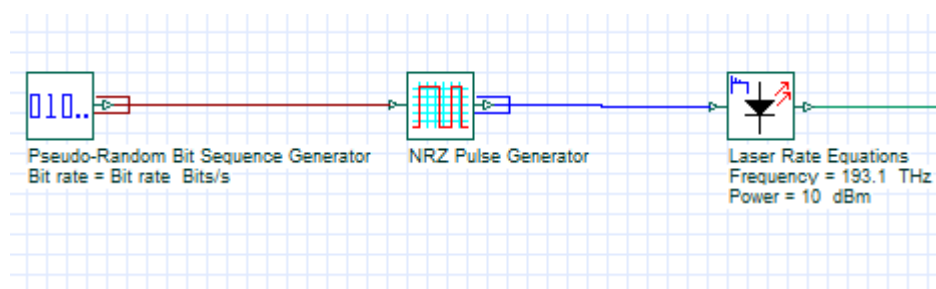 010..
Pseudo-Random Bit Sequence Generator
Bit rate = Bit rate  Bits/s
NRZ Pulse Generator
Laser Rate Equations
Frequency = 193.1  THz
Power = 10  dBm